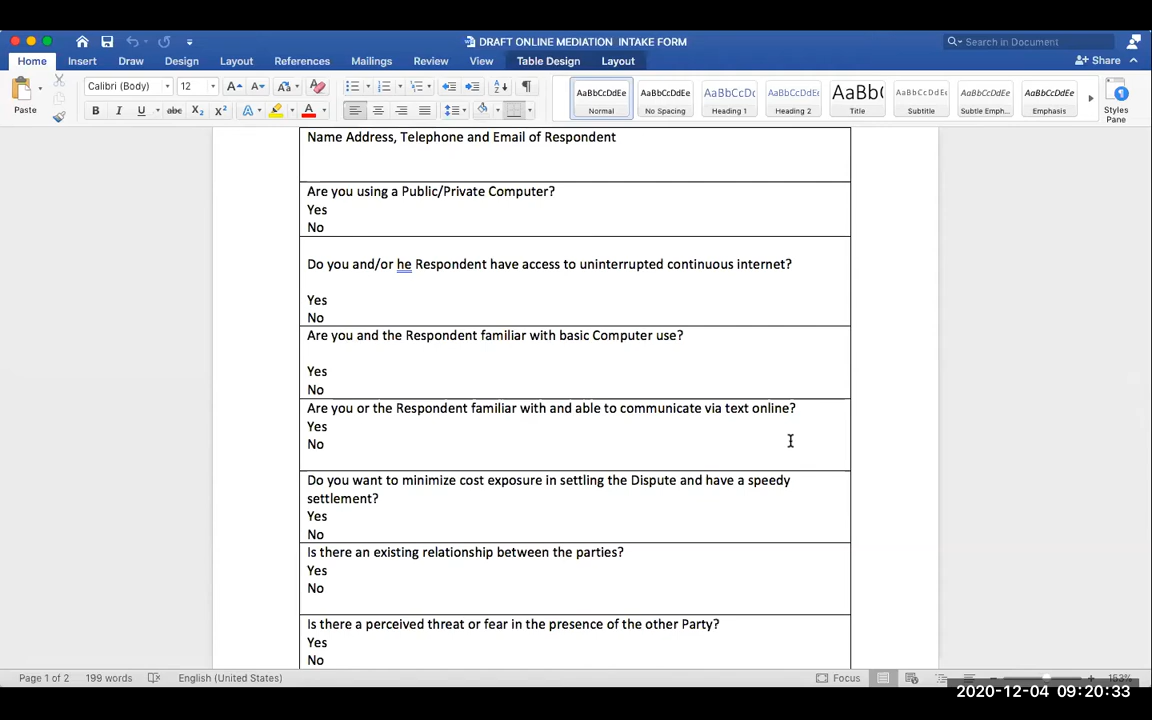 DRAFT ONLINE MEDIATION INTAKE FORM
Search in Document
Home Insert Draw Design Layout References Mailings Review View Table Design Layout
Share
Paste
Calibri (Body) 12
AaBbCcDdEe AaBbCcDdEe AaBbCcDc AaBbCcDdEe AaBb( AaBbCcDdEe AaBbCcDdEe AaBbCcDdEe
Normal No Spacing Heading 1 Heading 2 Title Subtitle Subtle Emph... Emphasis
Styles
Pane
Name Address, Telephone and Email of Respondent
Are you using a Public/Private Computer?
Yes
No
Do you and/or he Respondent have access to uninterrupted continuous internet?
Yes
No
Are you and the Respondent familiar with basic Computer use?
Yes
No
Are you or the Respondent familiar with and able to communicate via text online?
Yes
No
Do you want to minimize cost exposure in settling the Dispute and have a speedy
settlement?
Yes
No
Is there an existing relationship between the parties?
Yes
No
Is there a perceived threat or fear in the presence of the other Party?
Yes
No
Page 1 of 2 199 words English (United States) Focus 153%
2020-12-04 09:20:33